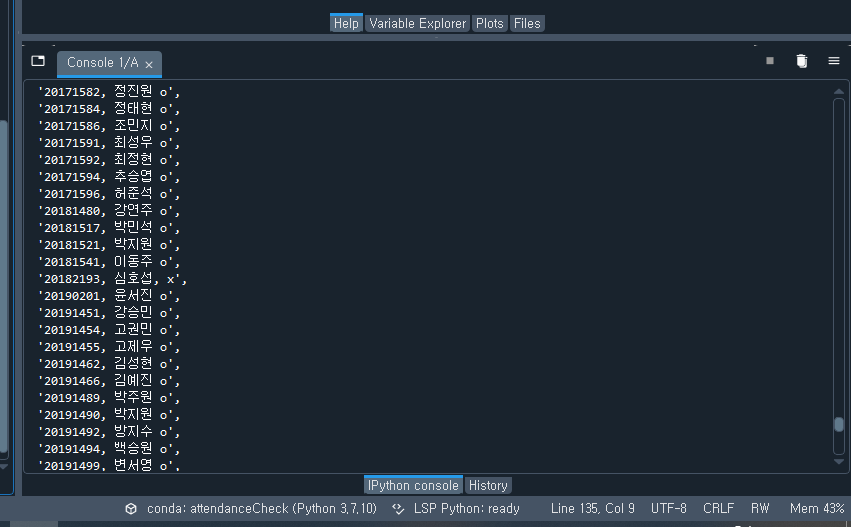 Help Variable Explorer Plots Files
Console 1/A ×
'20171582, 정진원 o',
'20171584, 정태현 o',
'20171586, 조민지 o',
'20171591, 최성우 o',
'20171592, 최정현 o',
'20171594, 추승엽 o',
'20171596, 허준석 o',
'20181480, 강연주 o',
'20181517, 박민석 o',
'20181521, 박지원 o',
'20181541, 이동주 o',
'20182193, 심호섭, x',
'20190201, 윤서진 o',
'20191451, 강승민 o',
'20191454, 고권민 o',
'20191455, 고제우 o',
'20191462, 김성현 o',
'20191466, 김예진 o',
'20191489, 박주원 o',
'20191490, 박지원 o',
'20191492, 방지수 o',
'20191494, 백승원 o',
'20191499, 변서영 o',
IPython console History
conda: attendanceCheck (Python 3.7.10) LSP Python: ready Line 135, Col 9 UTF-8 CRLF RW Mem 43%